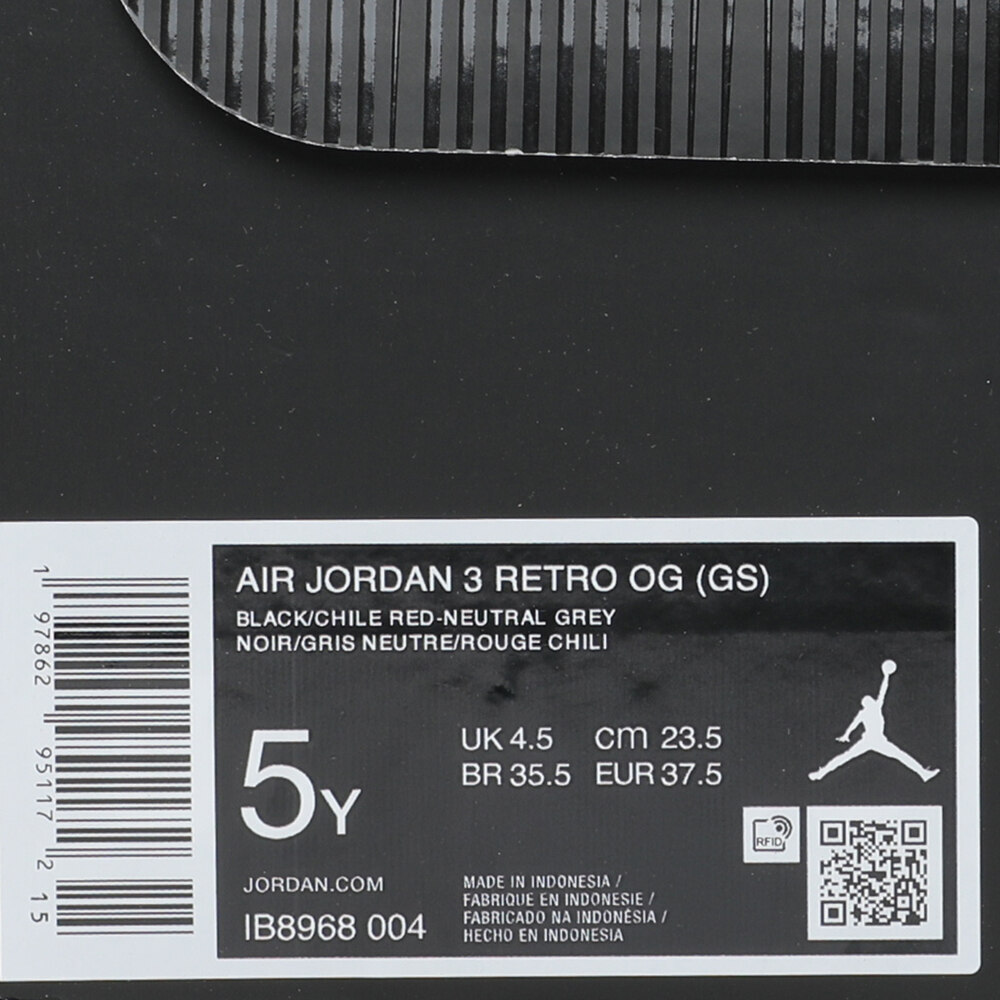 AIR JORDAN 3 RETRO OG (GS)
BLACK/CHILE RED-NEUTRAL GREY
NOIR/GRIS NEUTRE/ROUGE CHILI
5Y
UK 4.5 cm 23.5
BR 35.5 EUR 37.5
RFID
JORDAN.COM
IB8968 004
MADE IN INDONESIA /
FABRIQUE EN INDONESIE /
FABRICADO NA INDONÉSIA /
HECHO EN INDONESIA
1 97862 95117 2 15